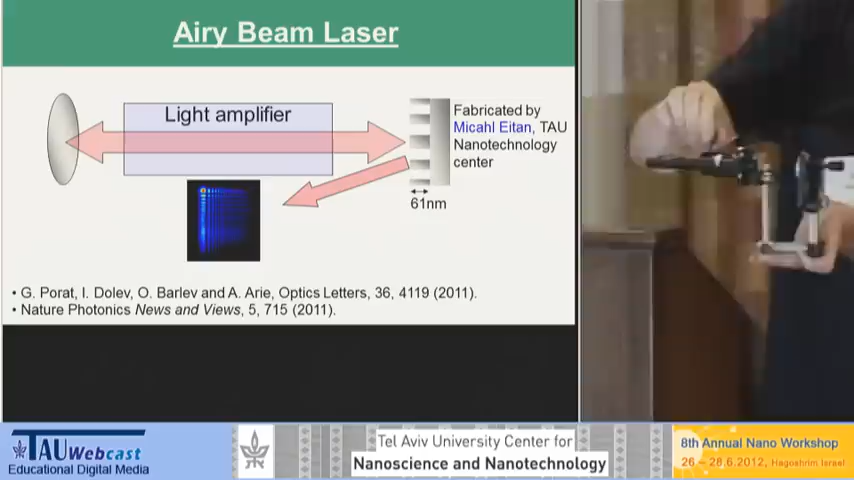 Airy Beam Laser
Light amplifier
Fabricated by
Micahl Eitan, TAU
Nanotechnology
center
61nm
• G. Porat, I. Dolev, O. Barlev and A. Arie, Optics Letters, 36, 4119 (2011).
• Nature Photonics News and Views, 5, 715 (2011).
TAU Webcast
Educational Digital Media
Tel Aviv University Center for
Nanoscience and Nanotechnology
8th Annual Nano Workshop
26 – 28.6.2012, Hagoshrim Israel